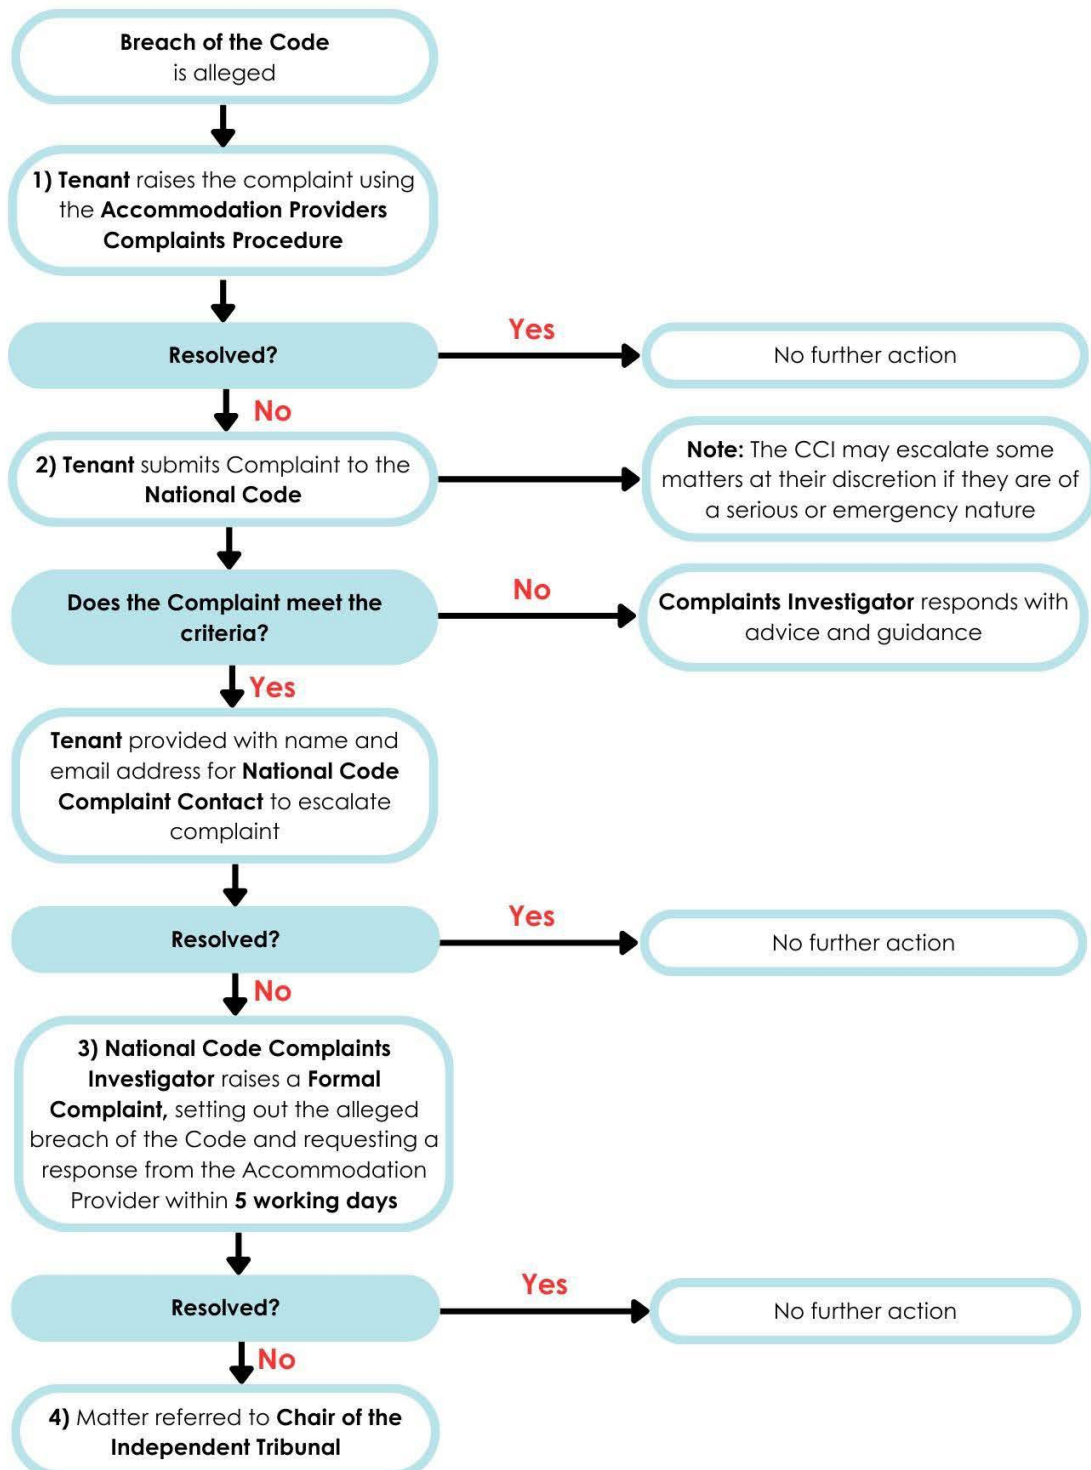 Breach of the Code
is alleged
1) Tenant raises the complaint using
the Accommodation Providers
Complaints Procedure
Resolved?
Yes
No further action
No
2) Tenant submits Complaint to the
National Code
Note: The CCI may escalate some
matters at their discretion if they are of
a serious or emergency nature
Does the Complaint meet the
criteria?
No
Complaints Investigator responds with
advice and guidance
Yes
Tenant provided with name and
email address for National Code
Complaint Contact to escalate
complaint
Resolved?
Yes
No further action
No
3) National Code Complaints
Investigator raises a Formal
Complaint, setting out the alleged
breach of the Code and requesting a
response from the Accommodation
Provider within 5 working days
Resolved?
Yes
No further action
No
4) Matter referred to Chair of the
Independent Tribunal